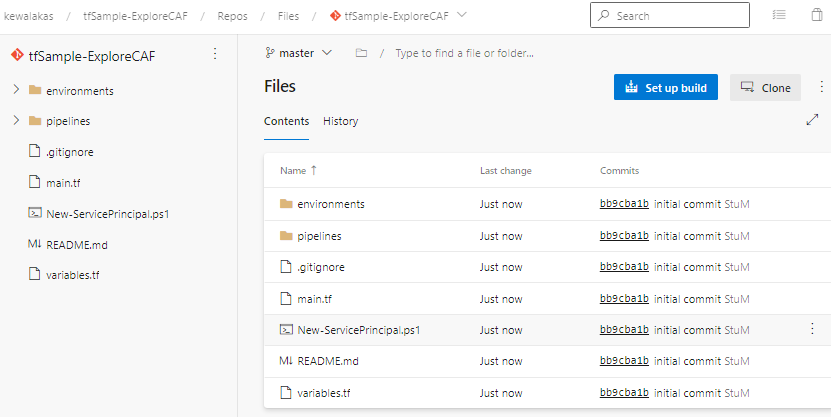 kewalakas / tfSample-ExploreCAF / Repos / Files / tfSample-ExploreCAF
Search
tfSample-ExploreCAF
environments
pipelines
.gitignore
main.tf
New-ServicePrincipal.ps1
README.md
variables.tf
master / Type to find a file or folder...
Files
Set up build
Clone
Contents History
Name Last change Commits
environments Just now bb9cba1b initial commit StuM
pipelines Just now bb9cba1b initial commit StuM
.gitignore Just now bb9cba1b initial commit StuM
main.tf Just now bb9cba1b initial commit StuM
New-ServicePrincipal.ps1 Just now bb9cba1b initial commit StuM
README.md Just now bb9cba1b initial commit StuM
variables.tf Just now bb9cba1b initial commit StuM